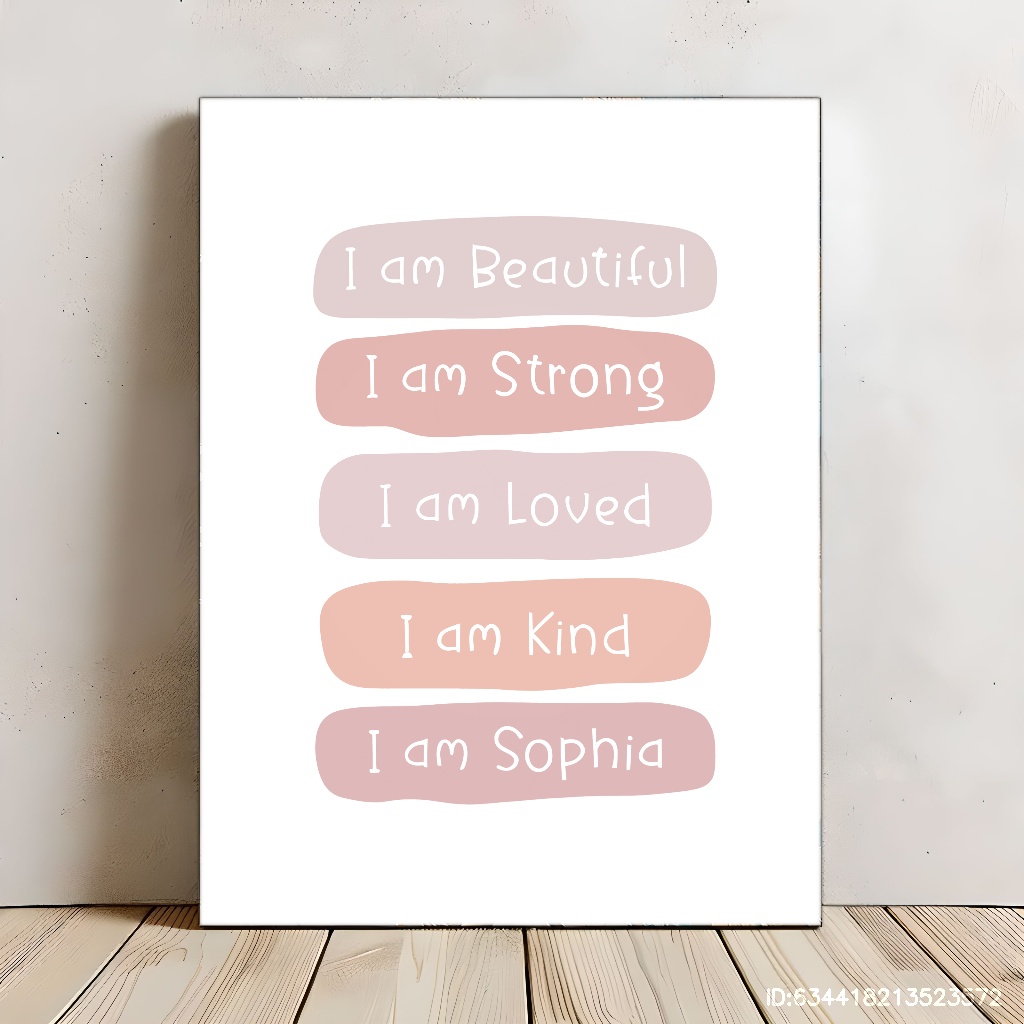 I am Beautiful
I am Strong
I am Loved
I am Kind
I am Sophia
ID:634418213523572